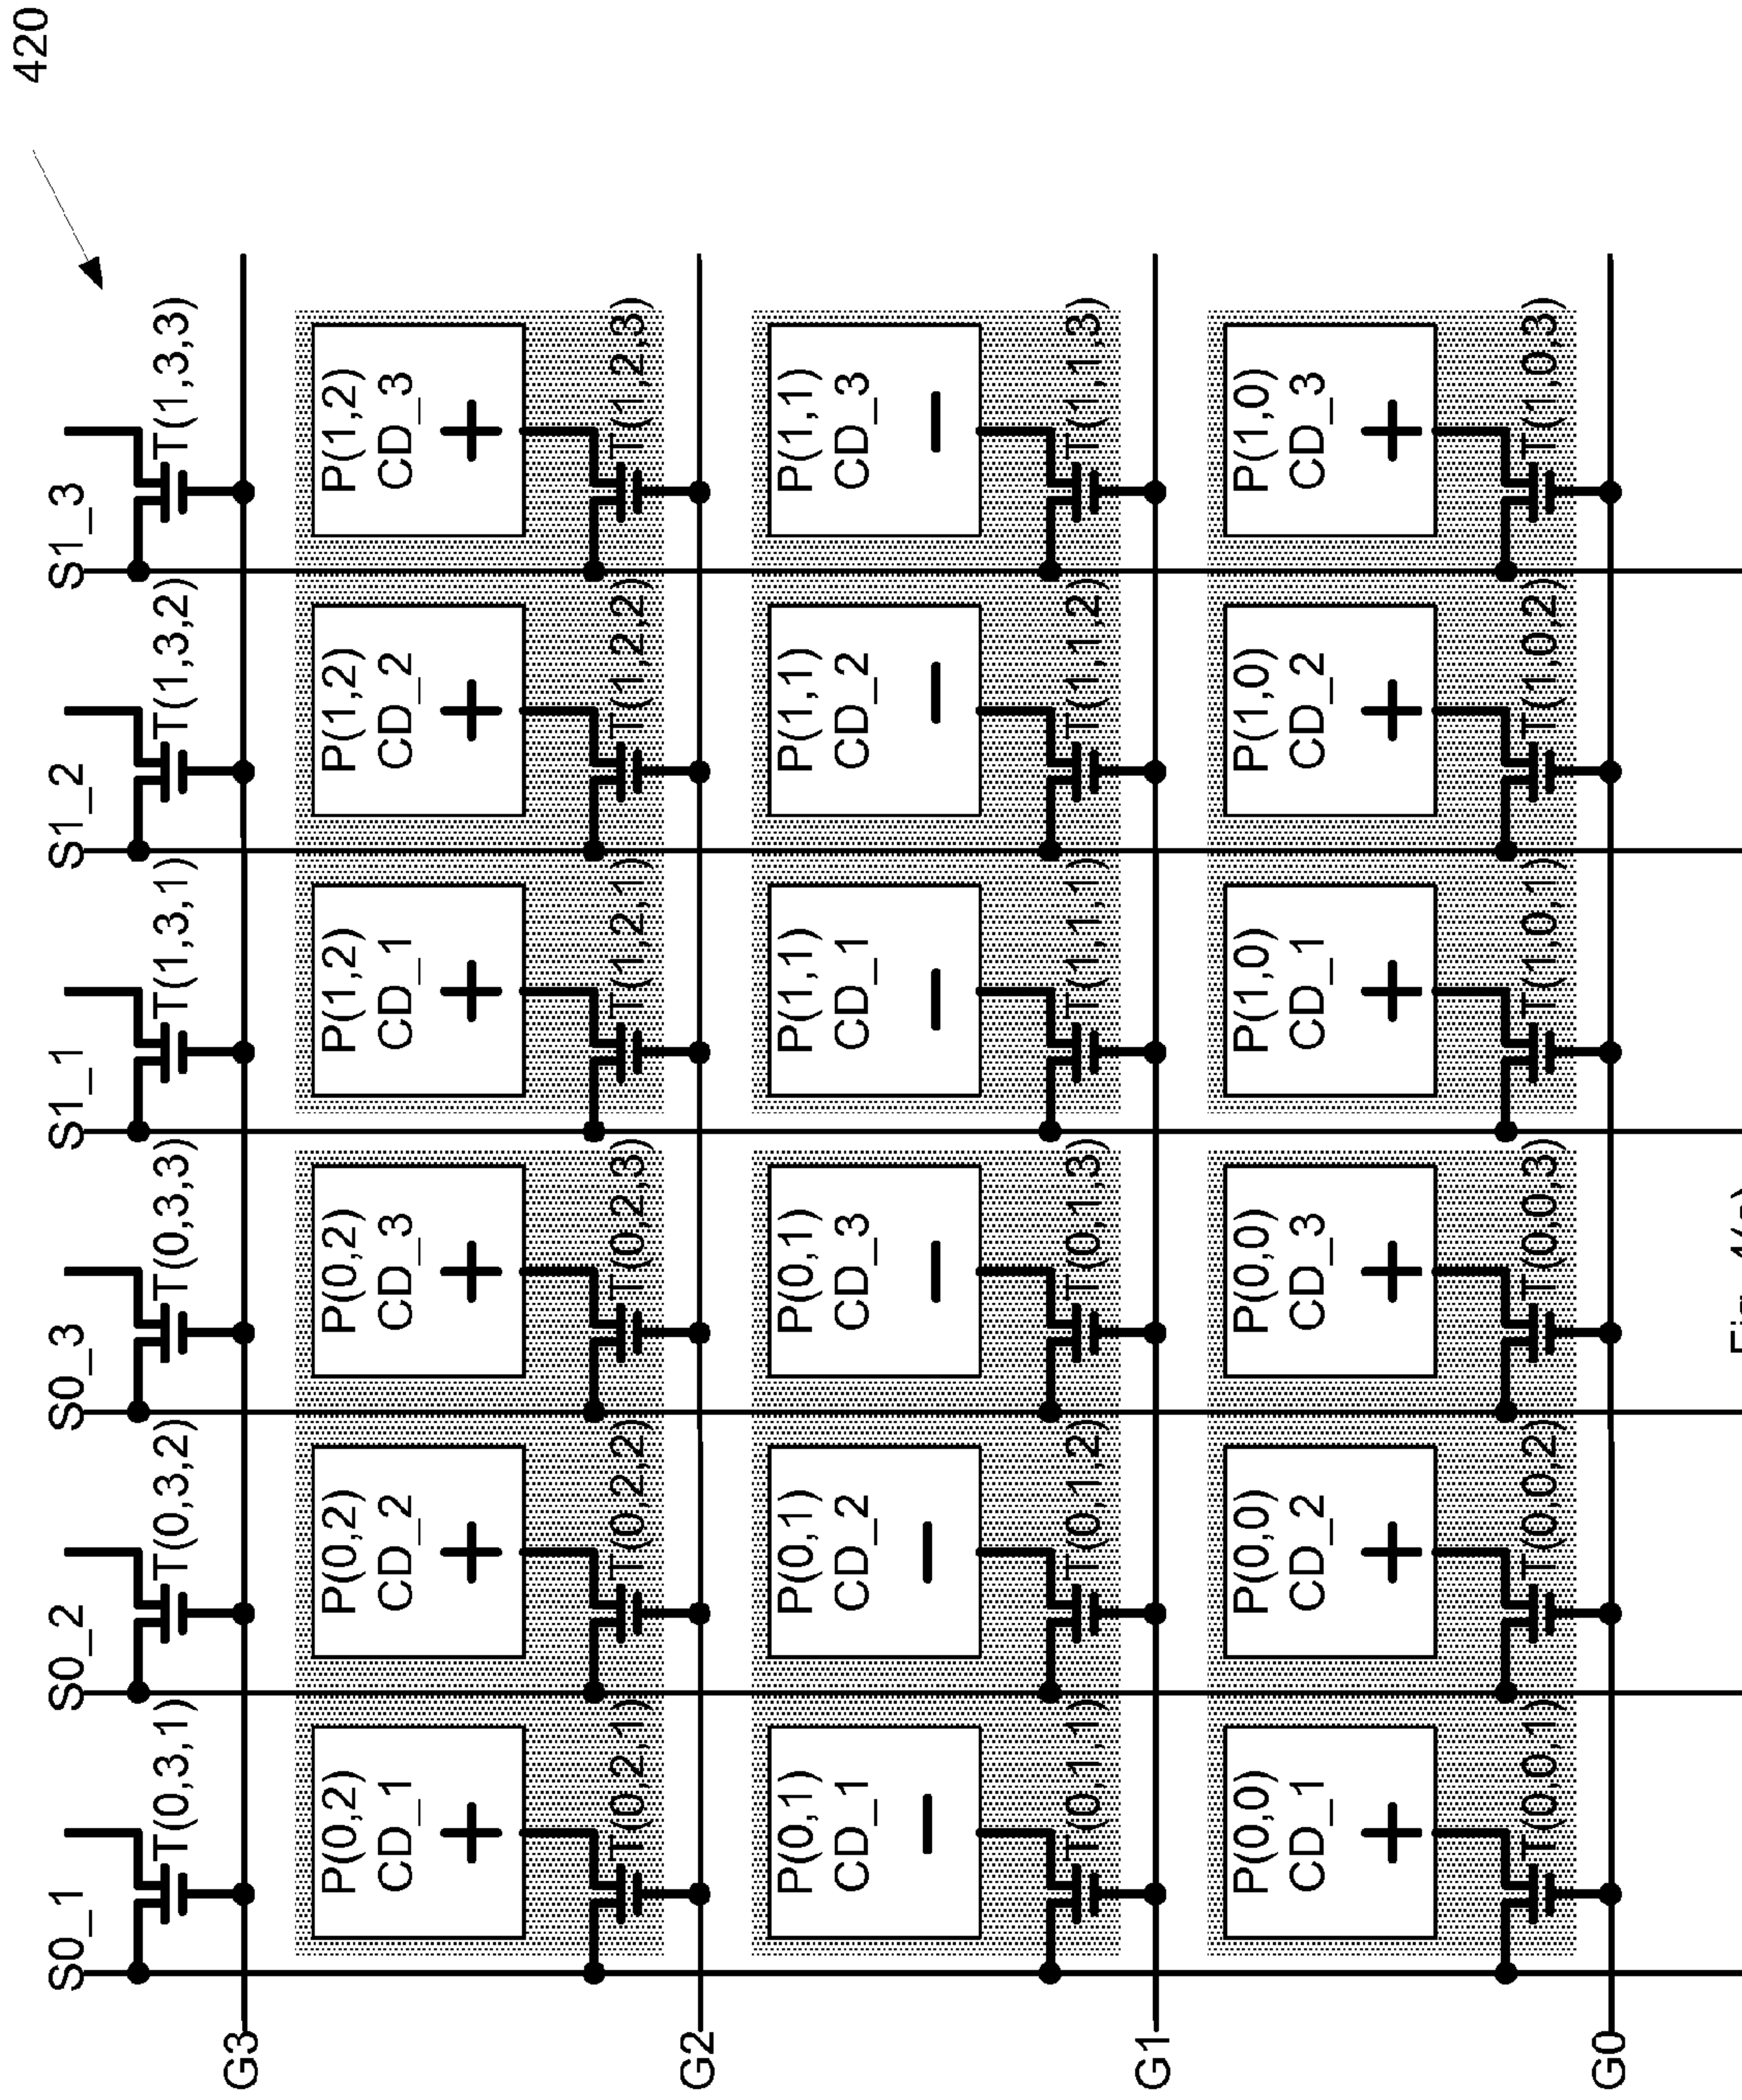 420
S0_1 S0_2 S0_3 S1_1 S1_2 S1_3
T(0,3,1) T(0,3,2) T(0,3,3) T(1,3,1) T(1,3,2) T(1,3,3)
G3
P(0,2) P(0,2) P(0,2) P(1,2) P(1,2) P(1,2)
CD_1 CD_2 CD_3 CD_1 CD_2 CD_3
+ + + + + +
T(0,2,1) T(0,2,2) T(0,2,3) T(1,2,1) T(1,2,2) T(1,2,3)
G2
P(0,1) P(0,1) P(0,1) P(1,1) P(1,1) P(1,1)
CD_1 CD_2 CD_3 CD_1 CD_2 CD_3
− − − − − −
T(0,1,1) T(0,1,2) T(0,1,3) T(1,1,1) T(1,1,2) T(1,1,3)
G1
P(0,0) P(0,0) P(0,0) P(1,0) P(1,0) P(1,0)
CD_1 CD_2 CD_3 CD_1 CD_2 CD_3
+ + + + + +
T(0,0,1) T(0,0,2) T(0,0,3) T(1,0,1) T(1,0,2) T(1,0,3)
G0